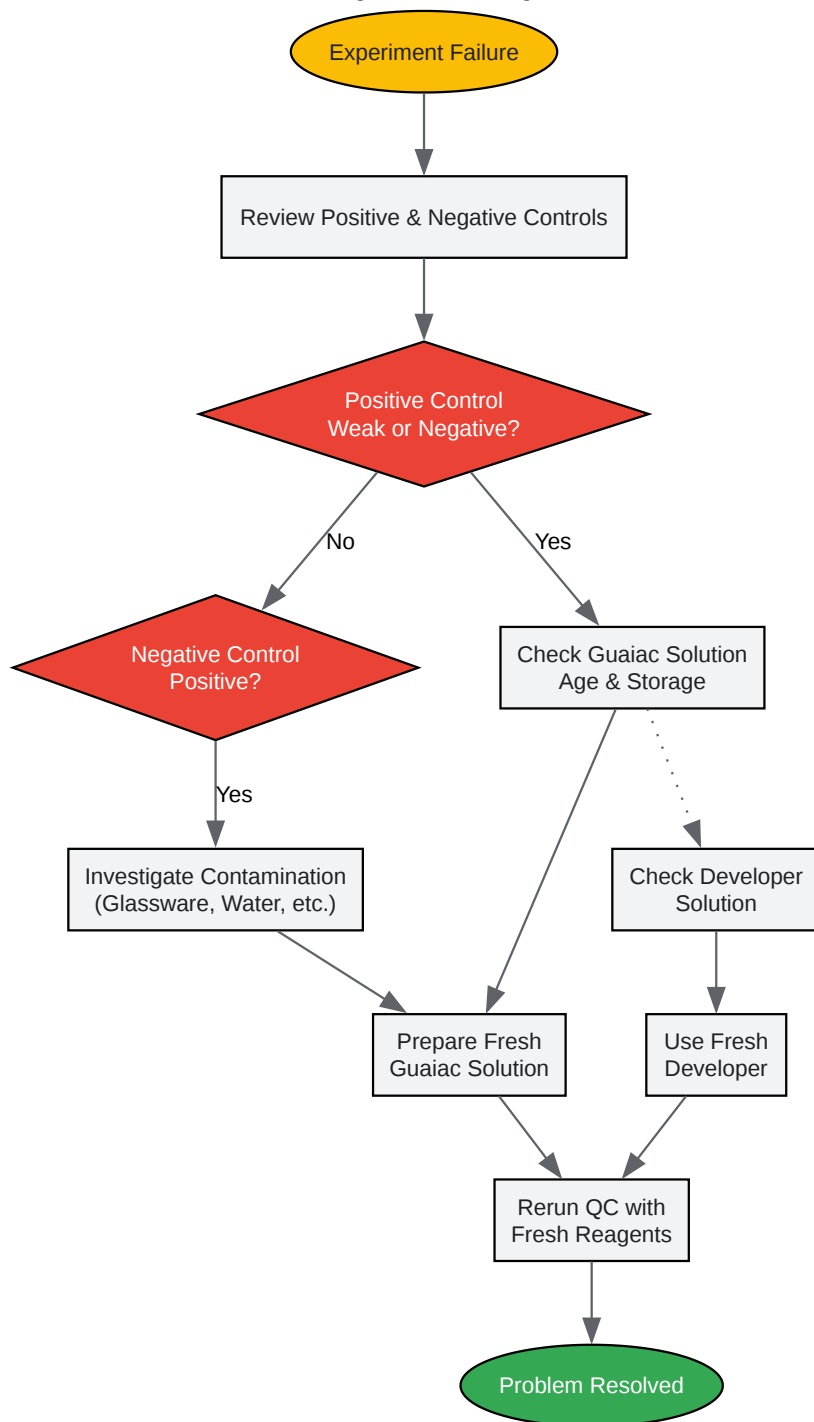 Experiment Failure
Review Positive & Negative Controls
Positive Control
Weak or Negative?
No
Yes
Negative Control
Positive?
Check Guaiac Solution
Age & Storage
Yes
Investigate Contamination
(Glassware, Water, etc.)
Check Developer
Solution
Prepare Fresh
Guaiac Solution
Use Fresh
Developer
Rerun QC with
Fresh Reagents
Problem Resolved